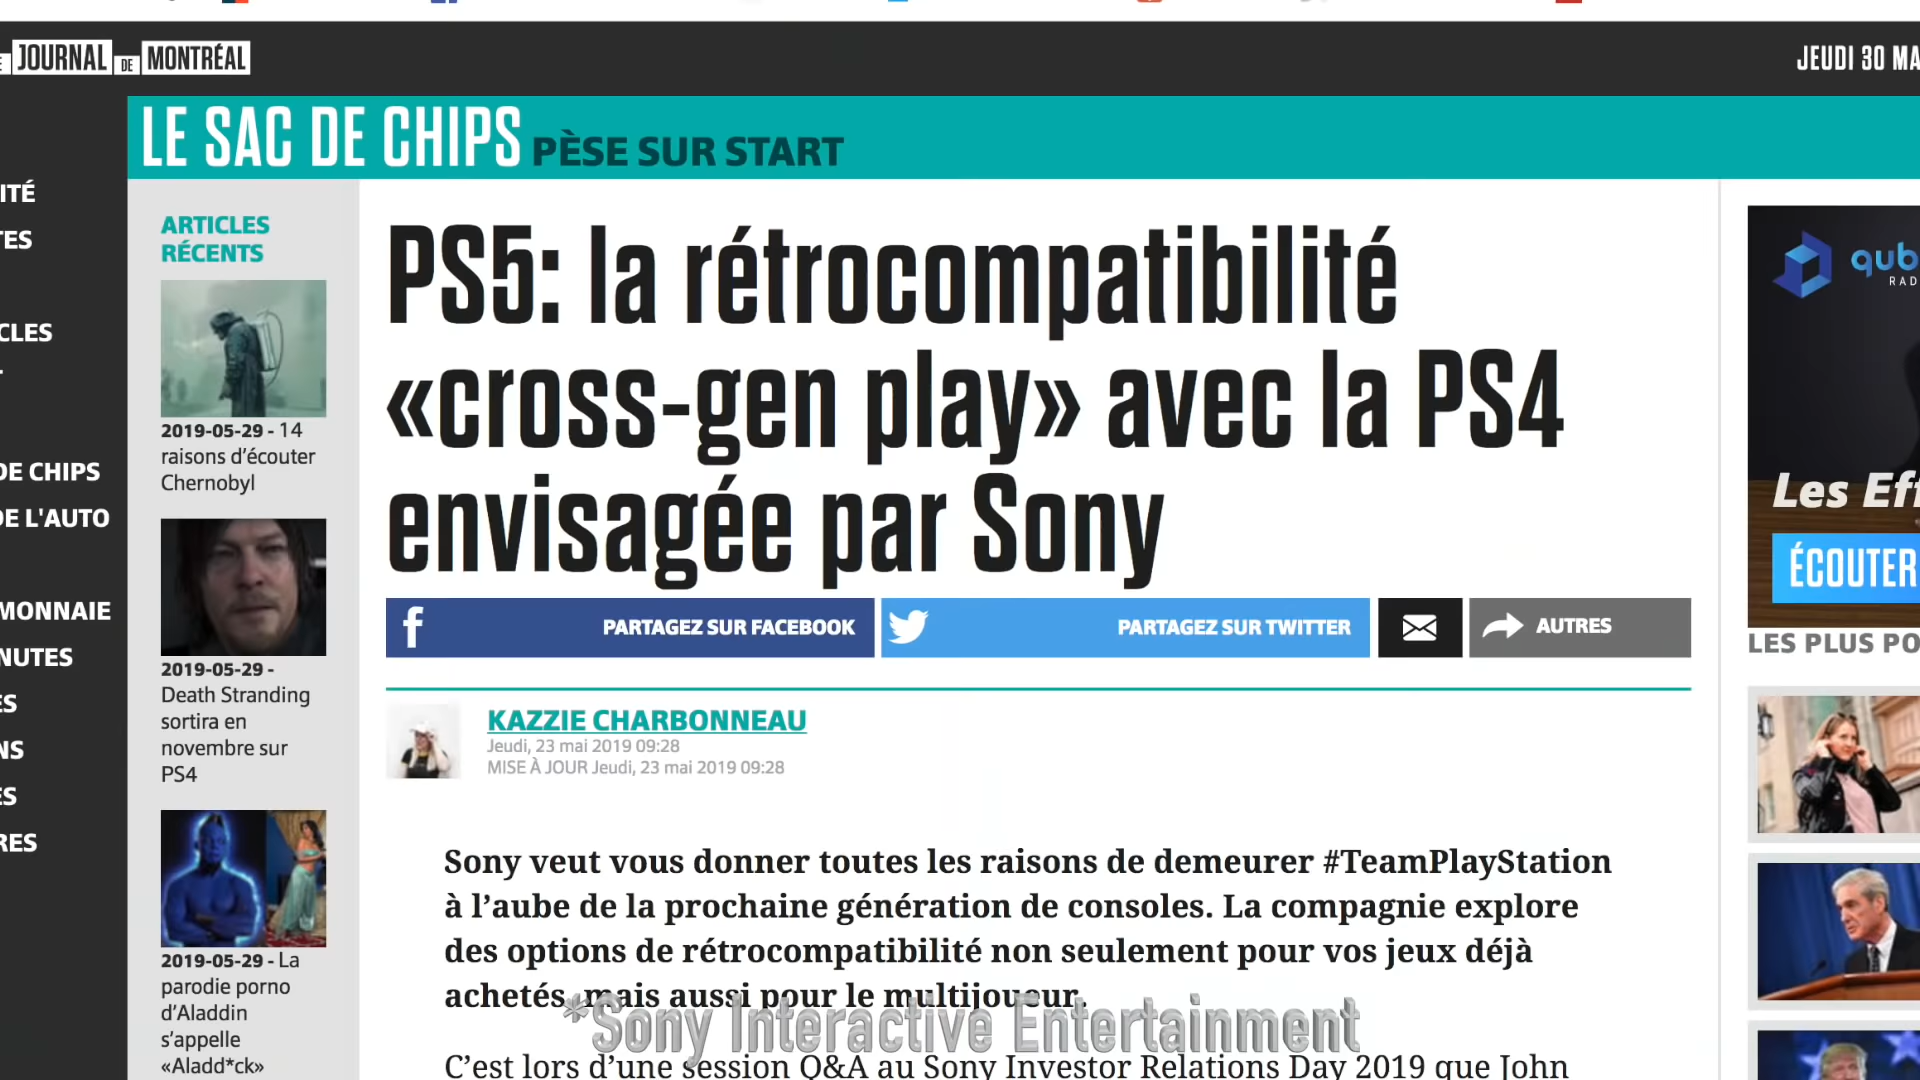 JOURNAL DE MONTRÉAL
JEUDI 30 MA
LE SAC DE CHIPS PÈSE SUR START
ITÉ
TES
CLES
DE CHIPS
DE L'AUTO
MONNAIE
NUTES
ES
NS
ES
RES
ARTICLES
RÉCENTS
2019-05-29 - 14
raisons d'écouter
Chernobyl
2019-05-29 -
Death Stranding
sortira en
novembre sur
PS4
2019-05-29 - La
parodie porno
d'Aladdin
s'appelle
«Aladd*ck»
PS5: la rétrocompatibilité
«cross-gen play» avec la PS4
envisagée par Sony
PARTAGEZ SUR FACEBOOK
PARTAGEZ SUR TWITTER
AUTRES
KAZZIE CHARBONNEAU
Jeudi, 23 mai 2019 09:28
MISE À JOUR Jeudi, 23 mai 2019 09:28
Sony veut vous donner toutes les raisons de demeurer #TeamPlayStation
à l'aube de la prochaine génération de consoles. La compagnie explore
des options de rétrocompatibilité non seulement pour vos jeux déjà
achetés, mais aussi pour le multijoueur.
*Sony Interactive Entertainment
C'est lors d'une session Q&A au Sony Investor Relations Day 2019 que John
qub
RAD
Les Eff
ÉCOUTER
LES PLUS PO